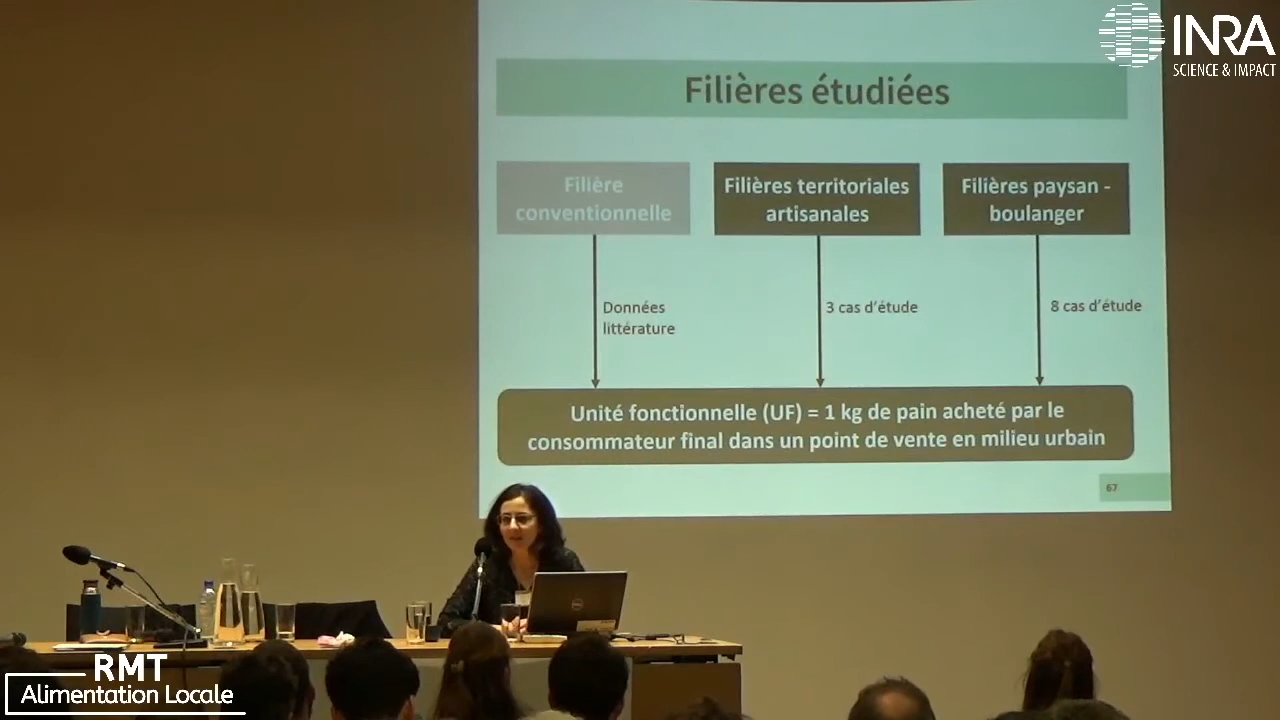 INRA
SCIENCE & IMPACT
Filières étudiées
Filière
conventionnelle
Filières territoriales
artisanales
Filières paysan -
boulanger
Données
littérature
3 cas d'étude
8 cas d'étude
Unité fonctionnelle (UF) = 1 kg de pain acheté par le
consommateur final dans un point de vente en milieu urbain
67
RMT
Alimentation Locale